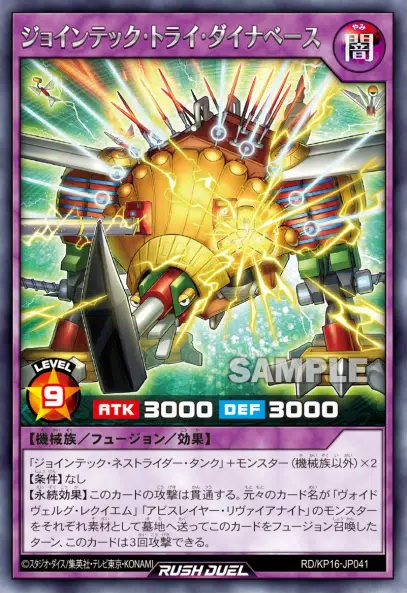 ジョインテック・トライ・ダイナベース
やみ
闇
SAMPLE
LEVEL
9
ATK 3000 DEF 3000
【機械族／フュージョン／効果】
「ジョインテック・ネストライダー・タンク」＋モンスター（機械族以外）×2
【条件】なし
【永続効果】このカードの攻撃は貫通する。元々のカード名が「ヴォイド
ヴェルグ・レクイエム」「アビスレイヤー・リヴァイアナイト」のモンスター
をそれぞれ素材として墓地へ送ってこのカードをフュージョン召喚した
ターン、このカードは3回攻撃できる。
©スタジオ・ダイス/集英社・テレビ東京・KONAMI
RUSH DUEL
RD/KP16-JP041